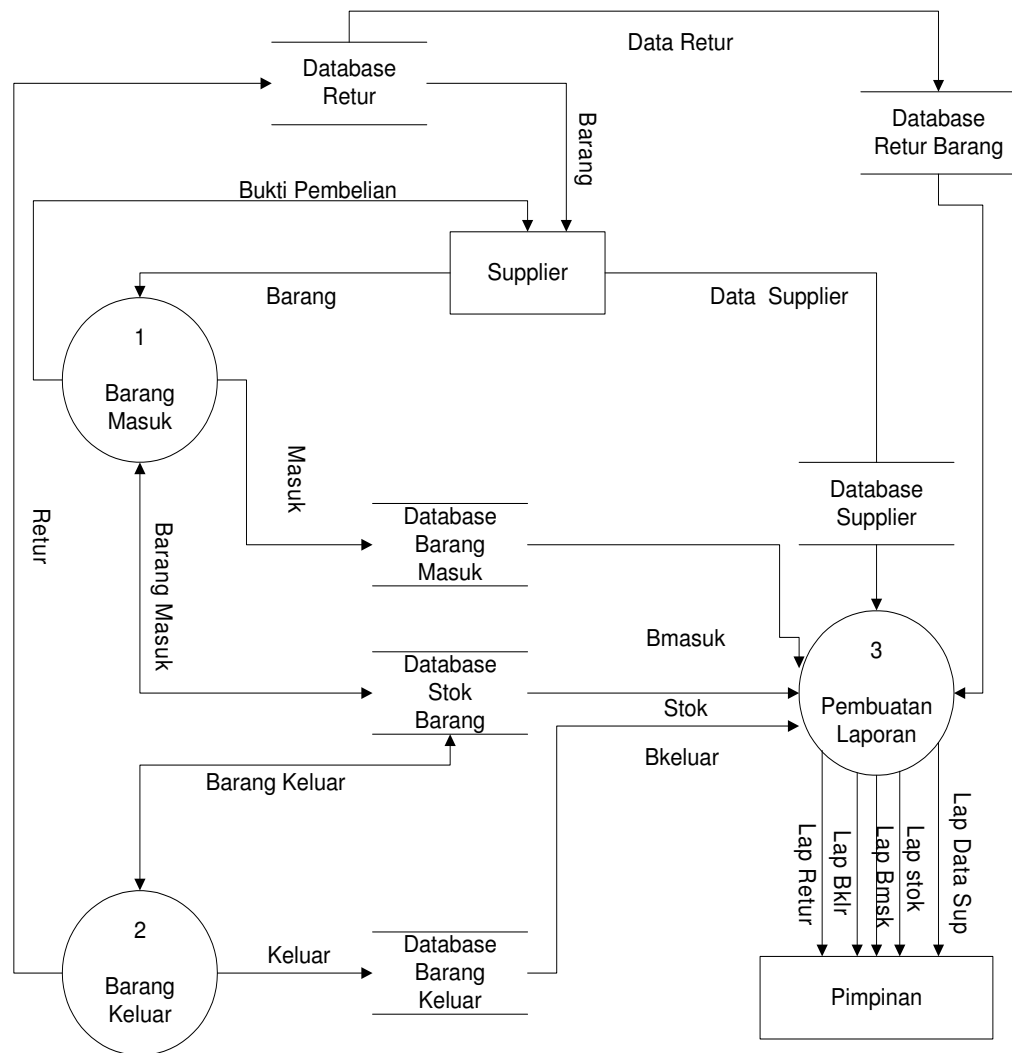 Data Retur
Database
Retur
Barang
Database
Retur Barang
Bukti Pembelian
Supplier
Barang
Data Supplier
1
Barang
Masuk
Masuk
Retur
Barang Masuk
Database
Barang
Masuk
Database
Supplier
Bmasuk
3
Pembuatan
Laporan
Database
Stok
Barang
Stok
Bkeluar
Barang Keluar
Lap Retur
Lap Bklr
Lap Bmsk
Lap stok
Lap Data Sup
2
Barang
Keluar
Keluar
Database
Barang
Keluar
Pimpinan